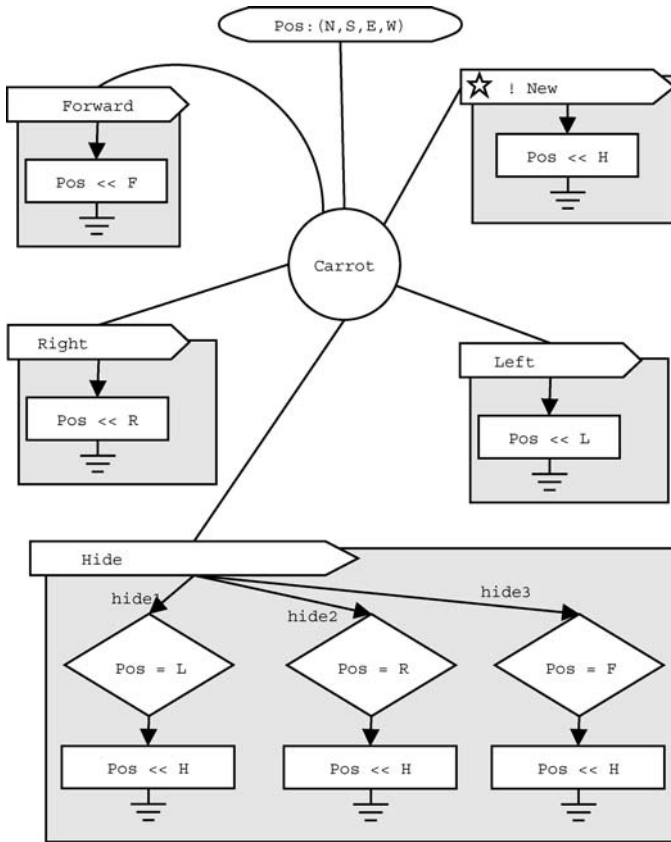 Pos:(N,S,E,W)
Forward
! New
Pos << F
Pos << H
Carrot
Right
Left
Pos << R
Pos << L
Hide
hide1
hide2
hide3
Pos = L
Pos = R
Pos = F
Pos << H
Pos << H
Pos << H